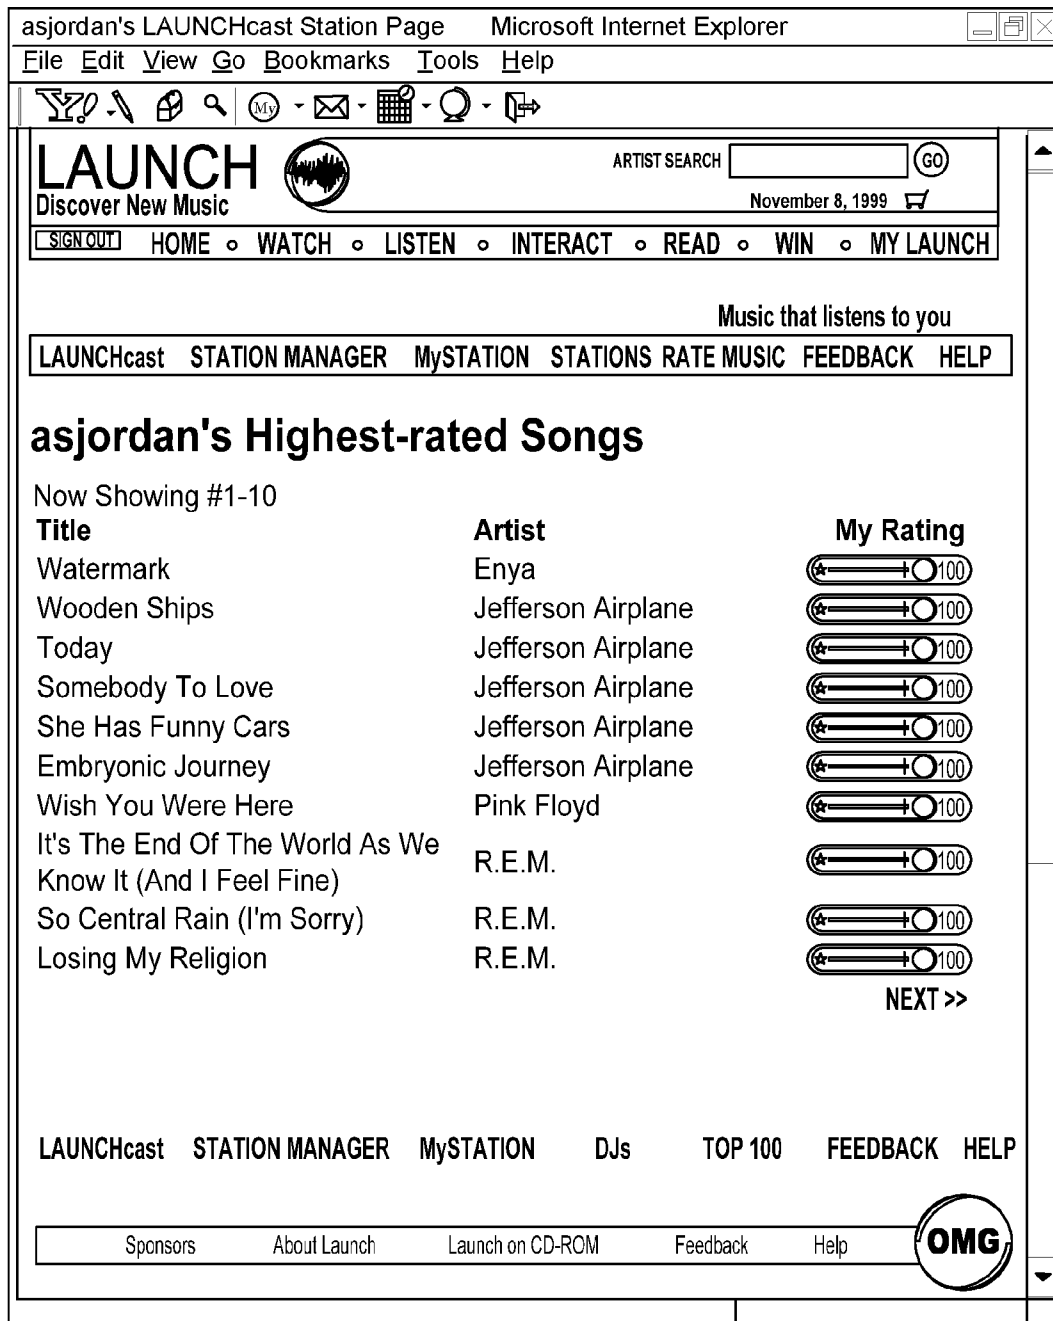 asjordan's LAUNCHcast Station Page Microsoft Internet Explorer
File Edit View Go Bookmarks Tools Help
Y! My
LAUNCH
Discover New Music
ARTIST SEARCH GO
November 8, 1999
SIGN OUT HOME WATCH LISTEN INTERACT READ WIN MY LAUNCH
Music that listens to you
LAUNCHcast STATION MANAGER MySTATION STATIONS RATE MUSIC FEEDBACK HELP
asjordan's Highest-rated Songs
Now Showing #1-10
Title Artist My Rating
Watermark Enya 100
Wooden Ships Jefferson Airplane 100
Today Jefferson Airplane 100
Somebody To Love Jefferson Airplane 100
She Has Funny Cars Jefferson Airplane 100
Embryonic Journey Jefferson Airplane 100
Wish You Were Here Pink Floyd 100
It's The End Of The World As We
Know It (And I Feel Fine) R.E.M. 100
So Central Rain (I'm Sorry) R.E.M. 100
Losing My Religion R.E.M. 100
NEXT >>
LAUNCHcast STATION MANAGER MySTATION DJs TOP 100 FEEDBACK HELP
Sponsors About Launch Launch on CD-ROM Feedback Help OMG